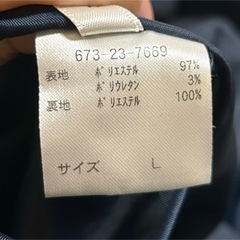 673-23-7669
表地 ポリエステル 97%
ポリウレタン 3%
裏地 ポリエステル 100%
サイズ L